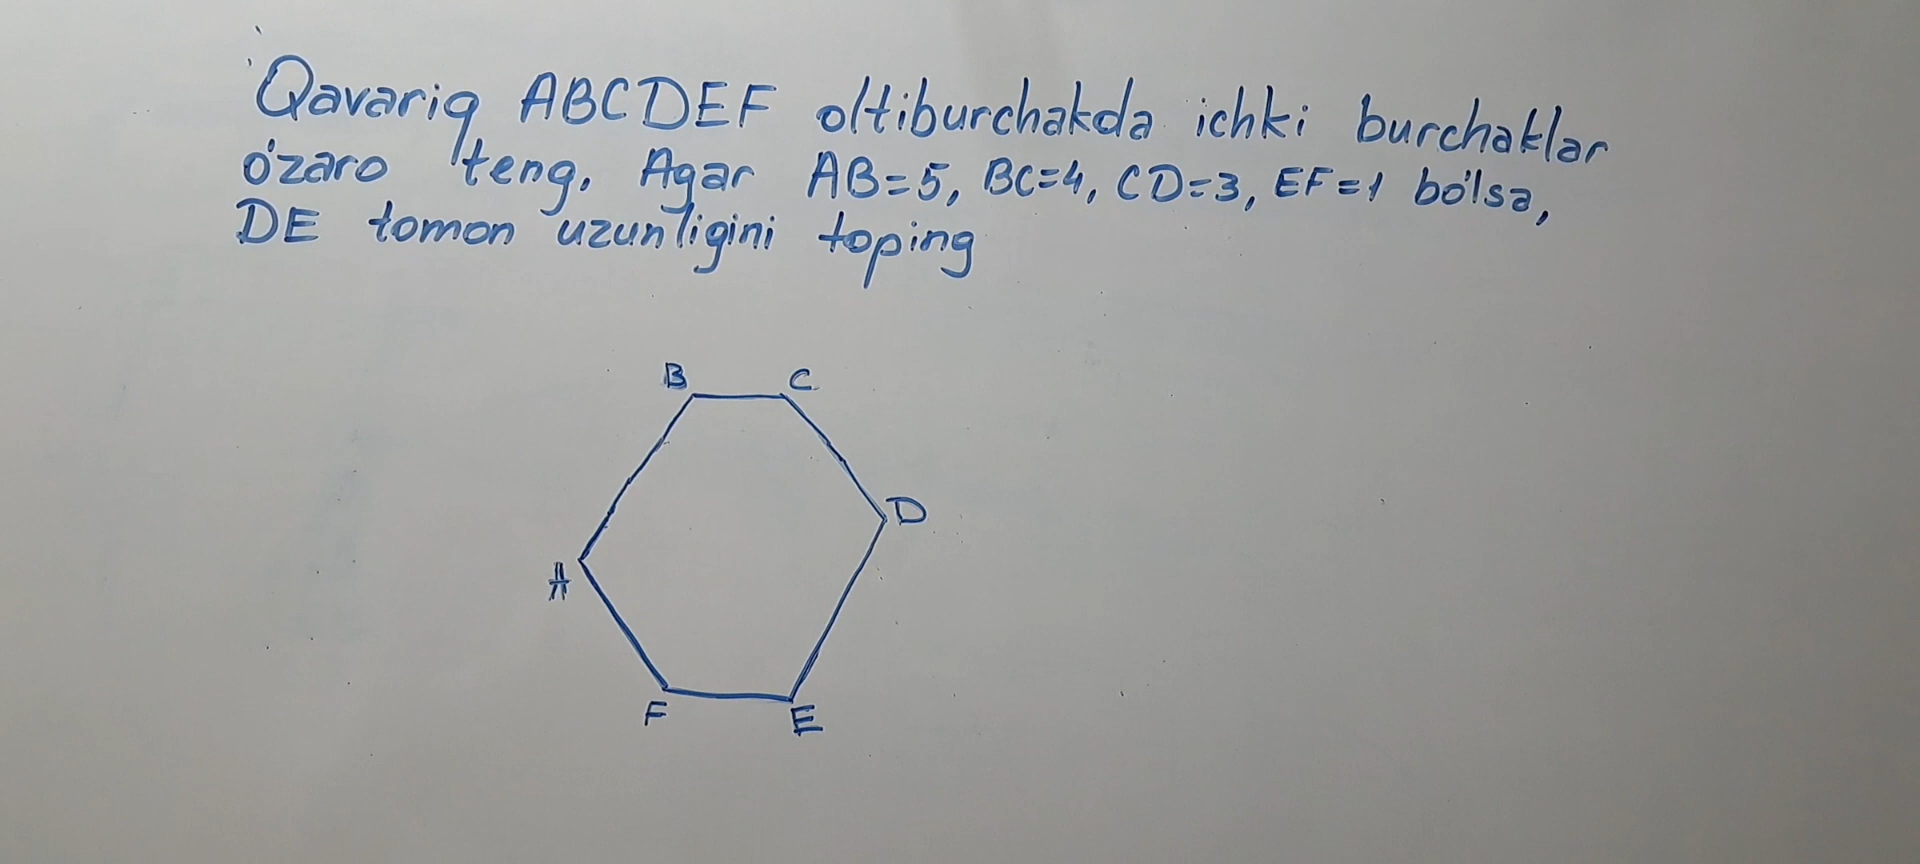 Qavariq ABCDEF oltiburchakda ichki burchaklar
o'zaro teng. Agar AB=5, BC=4, CD=3, EF=1 bo'lsa,
DE tomon uzunligini toping
B C
D
A
F E